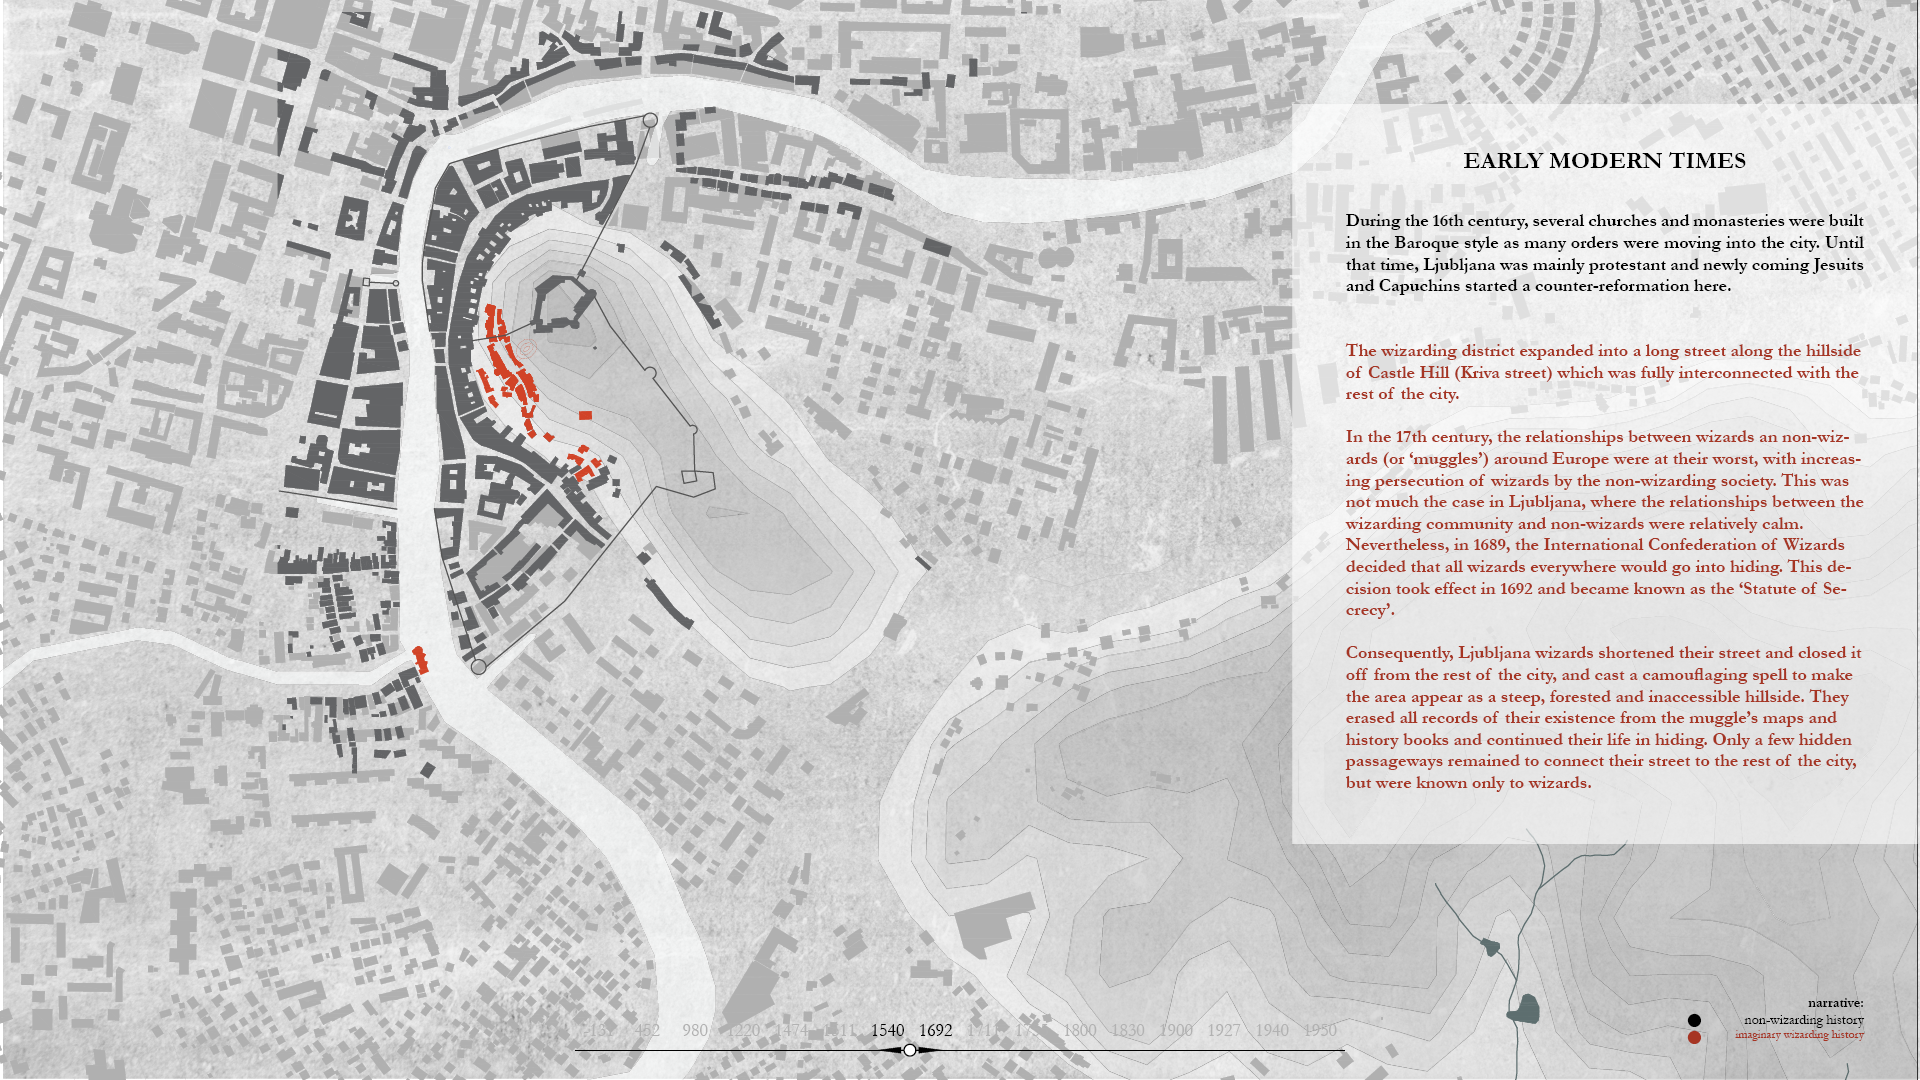 EARLY MODERN TIMES
During the 16th century, several churches and monasteries were built
in the Baroque style as many orders were moving into the city. Until
that time, Ljubljana was mainly protestant and newly coming Jesuits
and Capuchins started a counter-reformation here.
The wizarding district expanded into a long street along the hillside
of Castle Hill (Kriva street) which was fully interconnected with the
rest of the city.
In the 17th century, the relationships between wizards an non-wiz-
ards (or ‘muggles’) around Europe were at their worst, with increas-
ing persecution of wizards by the non-wizarding society. This was
not much the case in Ljubljana, where the relationships between the
wizarding community and non-wizards were relatively calm.
Nevertheless, in 1689, the International Confederation of Wizards
decided that all wizards everywhere would go into hiding. This de-
cision took effect in 1692 and became known as the ‘Statute of Se-
crecy’.
Consequently, Ljubljana wizards shortened their street and closed it
off from the rest of the city, and cast a camouflaging spell to make
the area appear as a steep, forested and inaccessible hillside. They
erased all records of their existence from the muggle’s maps and
history books and continued their life in hiding. Only a few hidden
passageways remained to connect their street to the rest of the city,
but were known only to wizards.
narrative:
non-wizarding history
imaginary wizarding history
452 980 1220 1474 1540 1692 1800 1830 1900 1927 1940 1950